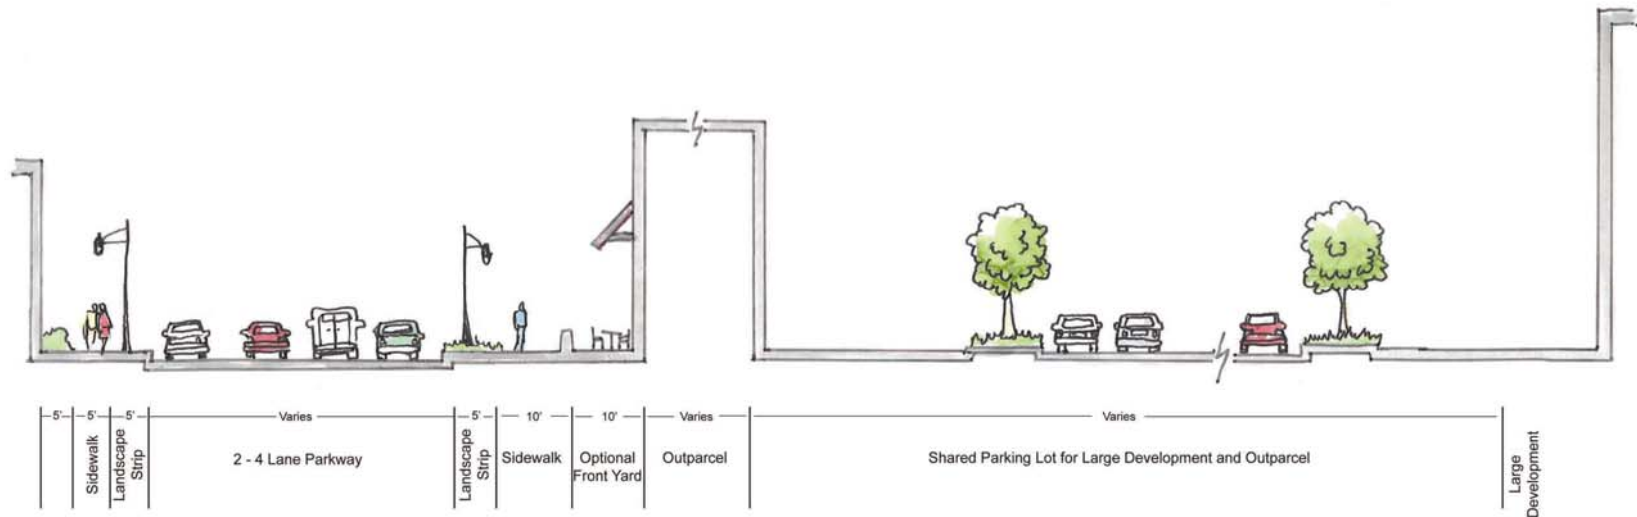 5'
5'
5'
Varies
5'
10'
10'
Varies
Varies
Sidewalk
Landscape
Strip
2 - 4 Lane Parkway
Landscape
Strip
Sidewalk
Optional
Front Yard
Outparcel
Shared Parking Lot for Large Development and Outparcel
Large
Development